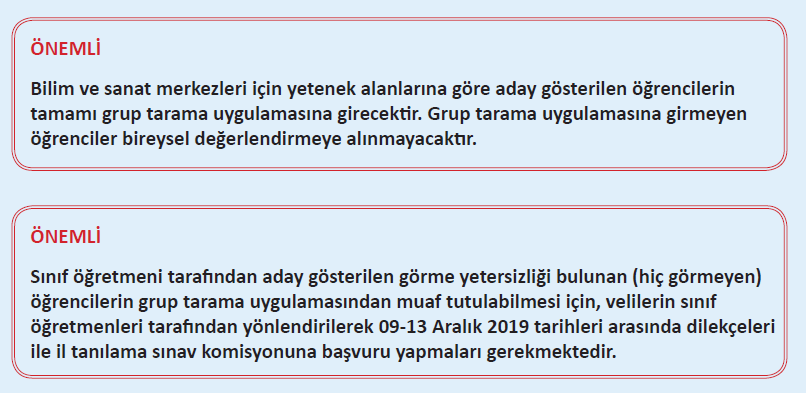 ÖNEMLİ
Bilim ve sanat merkezleri için yetenek alanlarına göre aday gösterilen öğrencilerin
tamamı grup tarama uygulamasına girecektir. Grup tarama uygulamasına girmeyen
öğrenciler bireysel değerlendirmeye alınmayacaktır.
ÖNEMLİ
Sınıf öğretmeni tarafından aday gösterilen görme yetersizliği bulunan (hiç görmeyen)
öğrencilerin grup tarama uygulamasından muaf tutulabilmesi için, velilerin sınıf
öğretmenleri tarafından yönlendirilerek 09-13 Aralık 2019 tarihleri arasında dilekçeleri
ile il tanılama sınav komisyonuna başvuru yapmaları gerekmektedir.